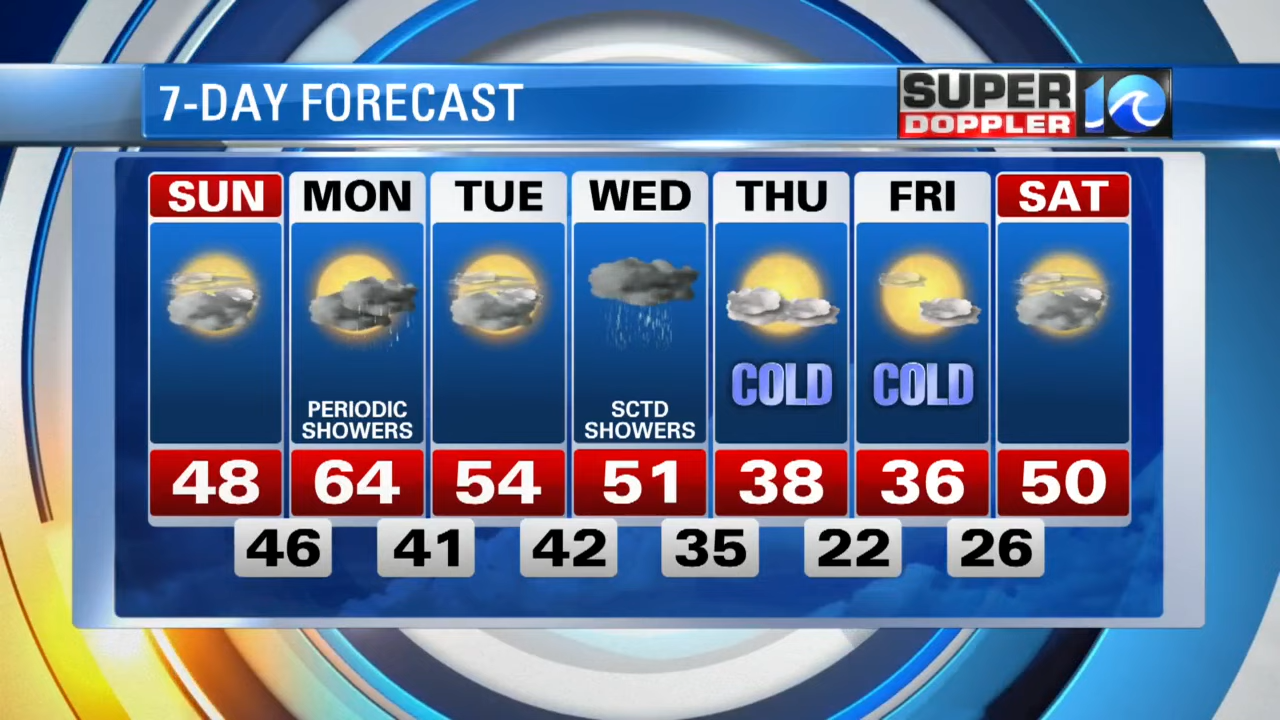 7-DAY FORECAST
SUPER
DOPPLER 10
SUN MON TUE WED THU FRI SAT
COLD COLD
PERIODIC
SHOWERS
SCTD
SHOWERS
48 64 54 51 38 36 50
46 41 42 35 22 26